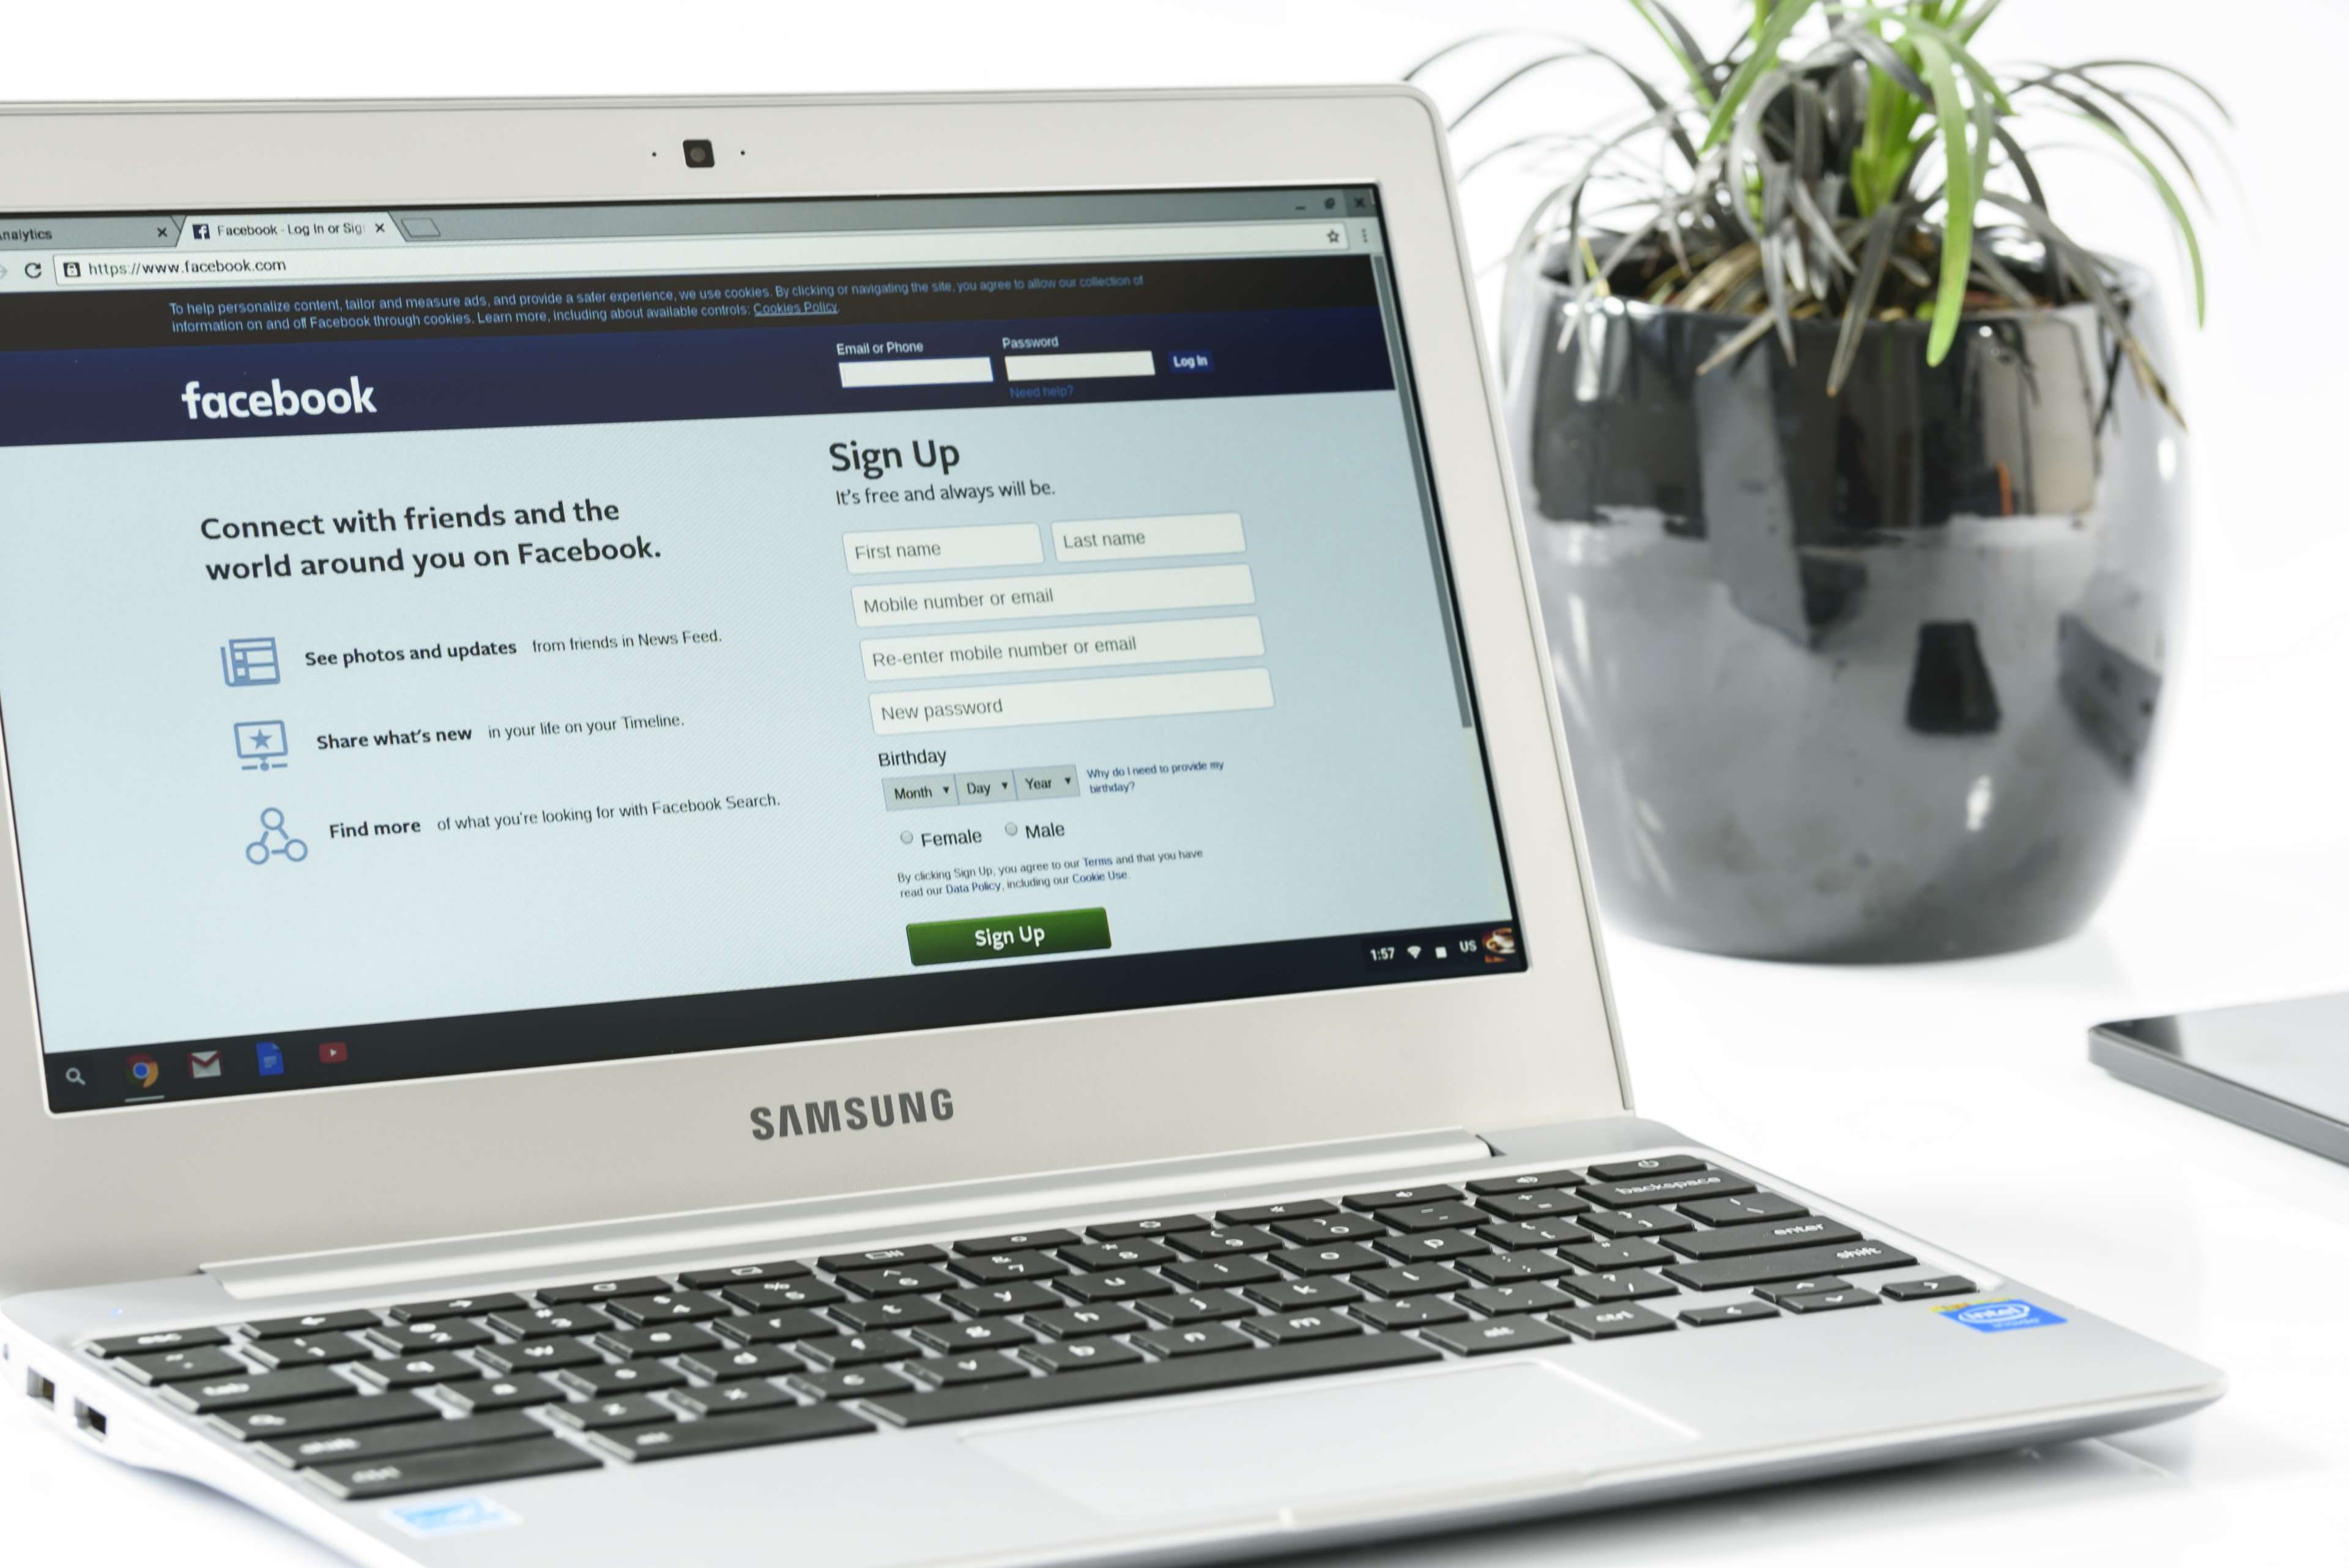 nalytics
Facebook - Log In or Sig
https://www.facebook.com
To help personalize content, tailor and measure ads, and provide a safer experience, we use cookies. By clicking or navigating the site, you agree to allow our collection of
information on and off Facebook through cookies. Learn more, including about available controls: Cookies Policy.
Email or Phone
Password
Log In
Need help?
facebook
Connect with friends and the
world around you on Facebook.
See photos and updates from friends in News Feed.
Share what's new in your life on your Timeline.
Find more of what you're looking for with Facebook Search.
Sign Up
It's free and always will be.
First name
Last name
Mobile number or email
Re-enter mobile number or email
New password
Birthday
Month
Day
Year
Why do I need to provide my
birthday?
Female
Male
By clicking Sign Up, you agree to our Terms and that you have
read our Data Policy, including our Cookie Use.
Sign Up
1:57
US
SAMSUNG
backspace
enter
shift
esc
tab
alt
ctrl
intel
inside